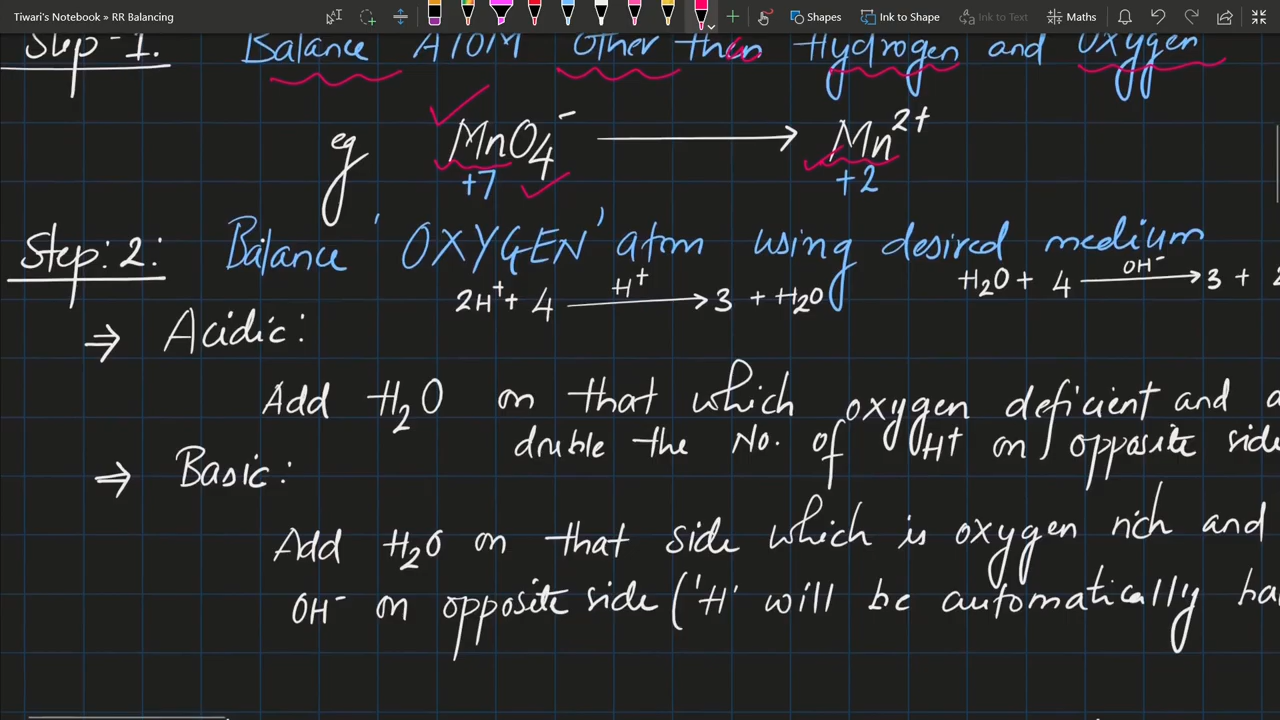 Tiwari's Notebook » RR Balancing
Shapes Ink to Shape Ink to Text Maths
Step-1. Balance ATOM Other than Hydrogen and Oxygen
eg MnO4⁻ ⟶ Mn²⁺
+7 +2
Step:2: Balance 'OXYGEN' atom using desired medium
2H⁺ + 4 —H⁺→ 3 + H₂O H₂O + 4 —OH⁻→ 3 + 2
⇒ Acidic:
Add H₂O on that which oxygen deficient and
druble the No. of H⁺ on opposite side
⇒ Basic:
Add H₂O on that side which is oxygen rich and
OH⁻ on opposite side ('H' will be automatically